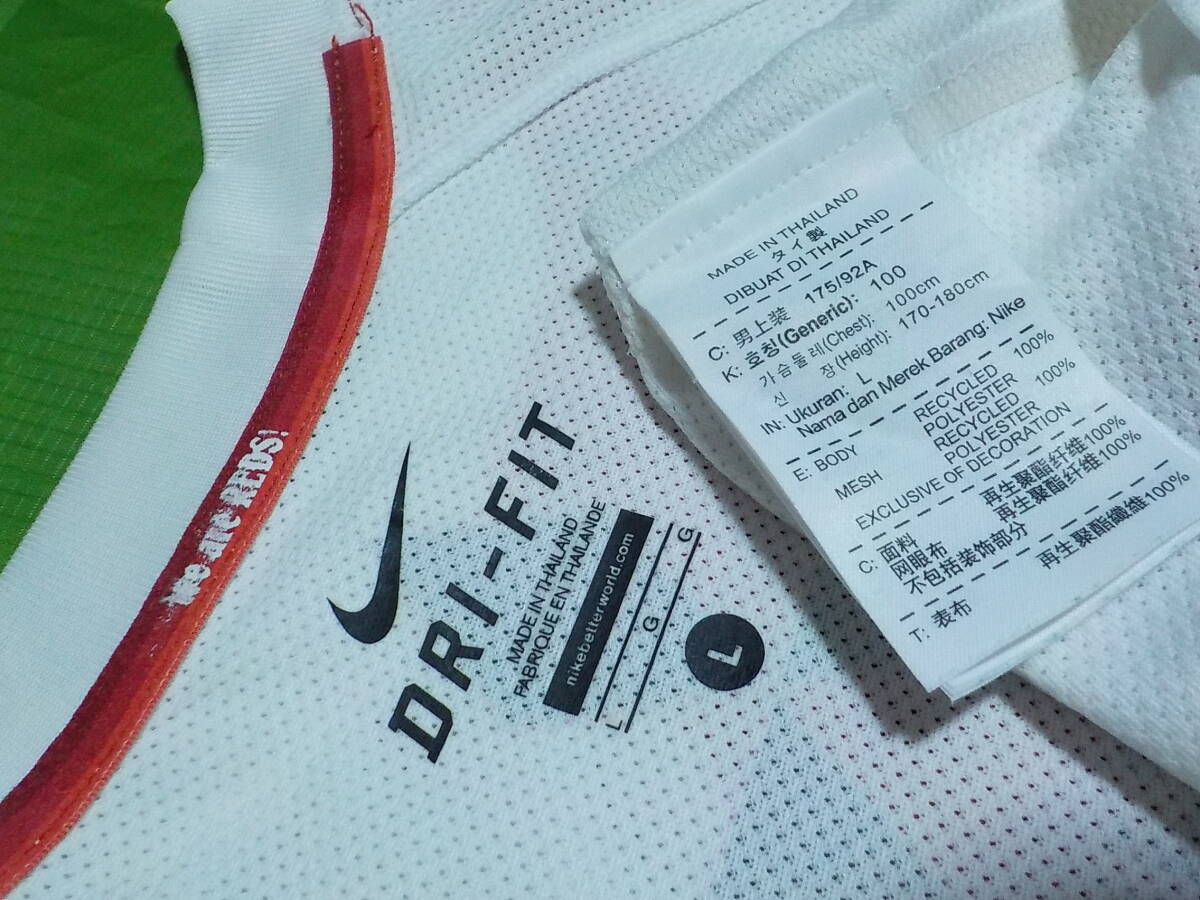 we are REDS!
DRI-FIT
MADE IN THAILAND
FABRIQUE EN THAILANDE
nikebetterworld.com
L G G
L
MADE IN THAILAND
タイ製
DIBUAT DI THAILAND
C: 男上装 175/92A
K: 호칭(Generic): 100
가슴둘레(Chest): 100cm
신 장(Height): 170-180cm
IN: Ukuran: L
Nama dan Merek Barang: Nike
E: BODY RECYCLED 100%
POLYESTER
MESH RECYCLED 100%
POLYESTER
EXCLUSIVE OF DECORATION
C: 面料 再生聚酯纤维100%
网眼布 再生聚酯纤维100%
不包括装饰部分
T: 表布 再生聚酯纖維100%